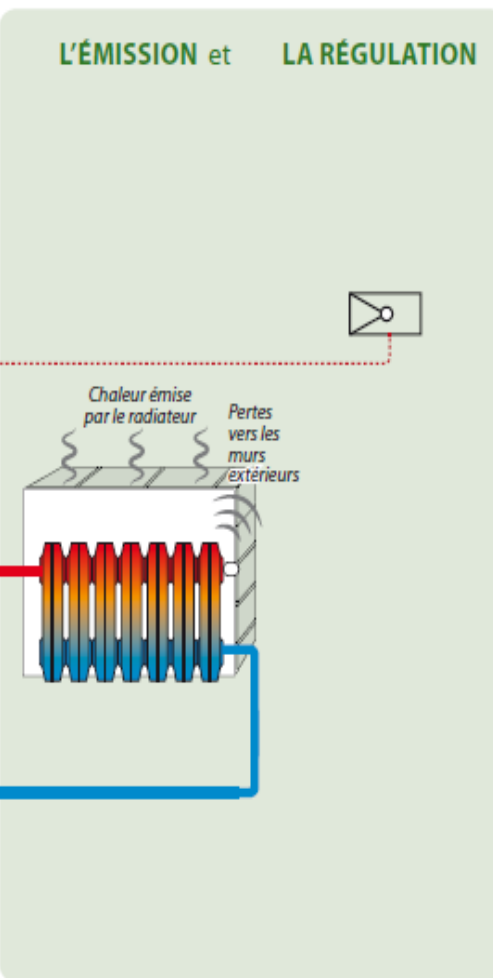 L'ÉMISSION et LA RÉGULATION
Chaleur émise
par le radiateur
Pertes
vers les
murs
extérieurs